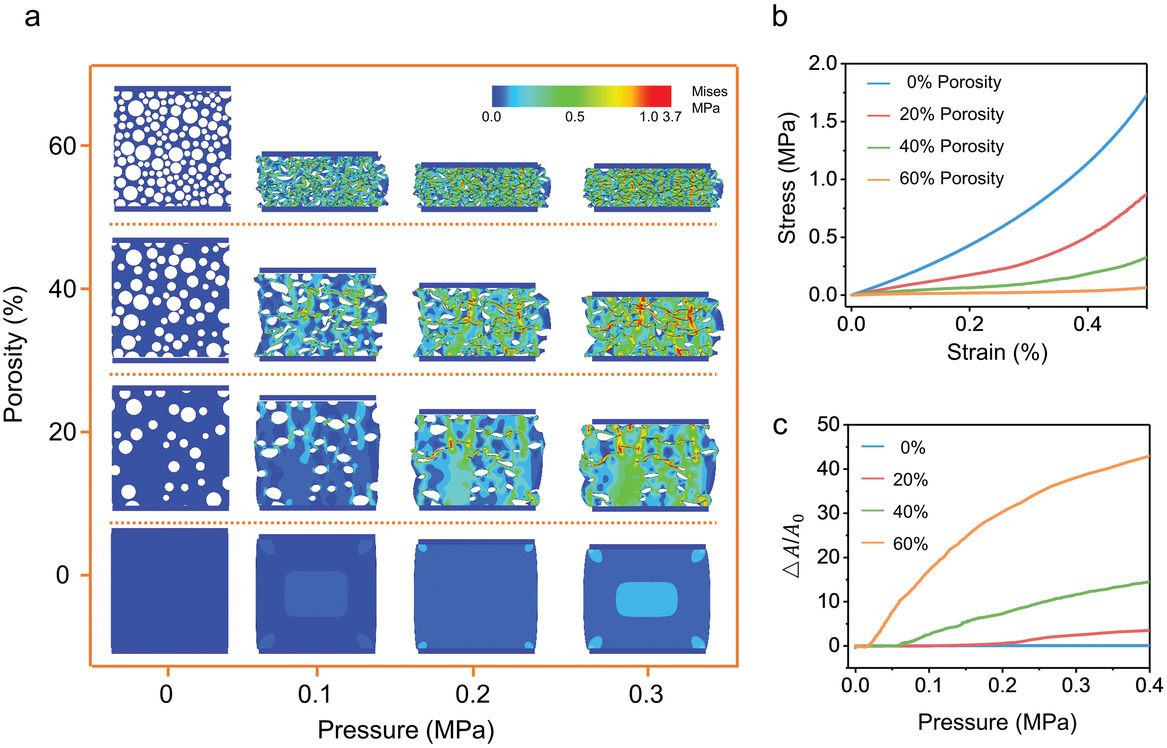 a
Porosity (%)
60
40
20
0
Mises
MPa
0.0 0.5 1.0 3.7
0 0.1 0.2 0.3
Pressure (MPa)
b
Stress (MPa)
2.0
1.5
1.0
0.5
0.0
0% Porosity
20% Porosity
40% Porosity
60% Porosity
0.0 0.2 0.4
Strain (%)
c
△A/A0
50
40
30
20
10
0
0%
20%
40%
60%
0.0 0.1 0.2 0.3 0.4
Pressure (MPa)